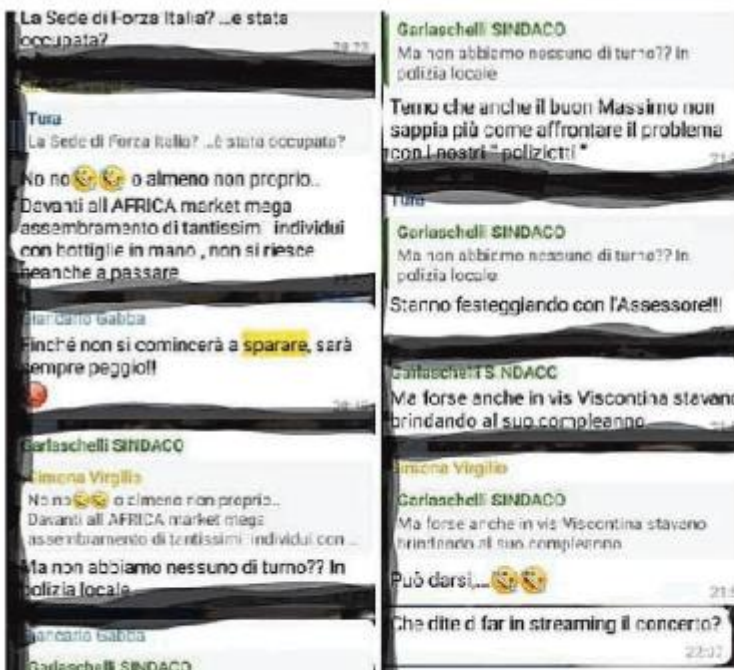 La Sede di Forza Italia? ...è stata
occupata?
Tura
La Sede di Forza Italia? ...è stata occupata?
No no o almeno non proprio..
Davanti all AFRICA market mega
assembramento di tantissimi individui
con bottiglie in mano , non si riesce
neanche a passare
Giancarlo Gabba
Finché non si comincerà a sparare, sarà
sempre peggio!!
Garlaschelli SINDACO
Simona Virgilio
No no o almeno non proprio..
Davanti all AFRICA market mega
assembramento di tantissimi individui con ...
Ma non abbiamo nessuno di turno?? In
polizia locale
Giancarlo Gabba
Garlaschelli SINDACO
Garlaschelli SINDACO
Ma non abbiamo nessuno di turno?? In
polizia locale
Temo che anche il buon Massimo non
sappia più come affrontare il problema
con i nostri " poliziotti "
Tura
Garlaschelli SINDACO
Ma non abbiamo nessuno di turno?? In
polizia locale
Stanno festeggiando con l'Assessore!!!
Garlaschelli SINDACO
Ma forse anche in vis Viscontina stavano
brindando al suo compleanno
Simona Virgilio
Garlaschelli SINDACO
Ma forse anche in vis Viscontina stavano
brindando al suo compleanno
Può darsi,...
Che dite d far in streaming il concerto?